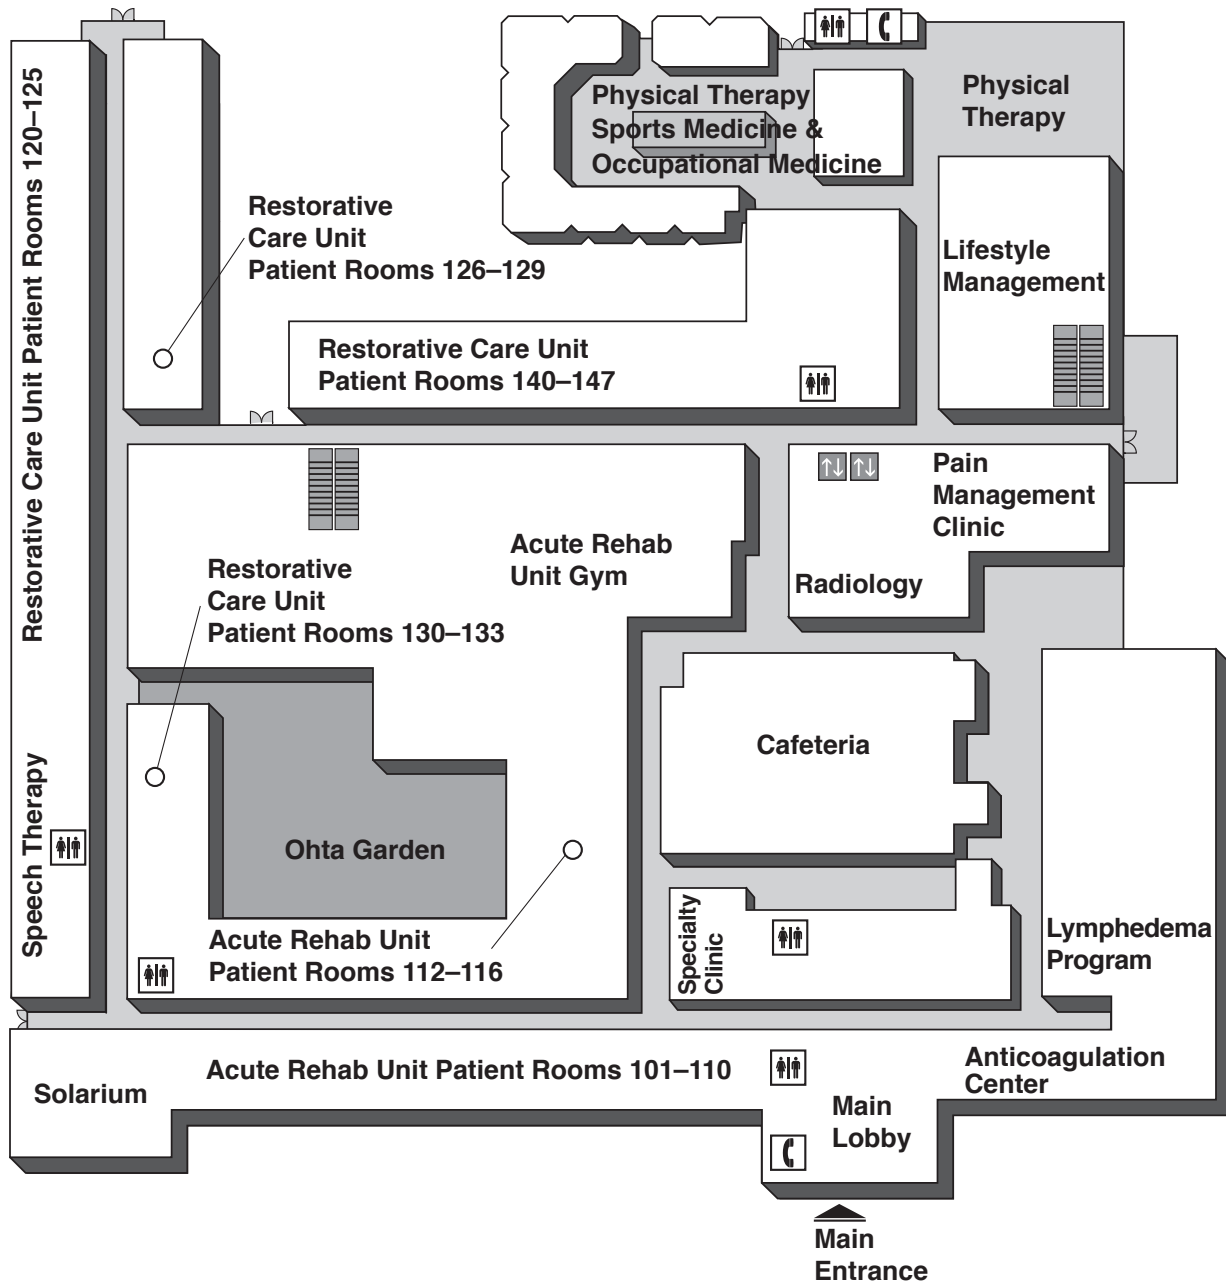 Physical Therapy
Sports Medicine &
Occupational Medicine
Physical
Therapy
Restorative Care Unit Patient Rooms 120–125
Restorative
Care Unit
Patient Rooms 126–129
Lifestyle
Management
Restorative Care Unit
Patient Rooms 140–147
Pain
Management
Clinic
Acute Rehab
Unit Gym
Radiology
Restorative
Care Unit
Patient Rooms 130–133
Cafeteria
Speech Therapy
Ohta Garden
Acute Rehab Unit
Patient Rooms 112–116
Specialty
Clinic
Lymphedema
Program
Acute Rehab Unit Patient Rooms 101–110
Anticoagulation
Center
Solarium
Main
Lobby
Main
Entrance